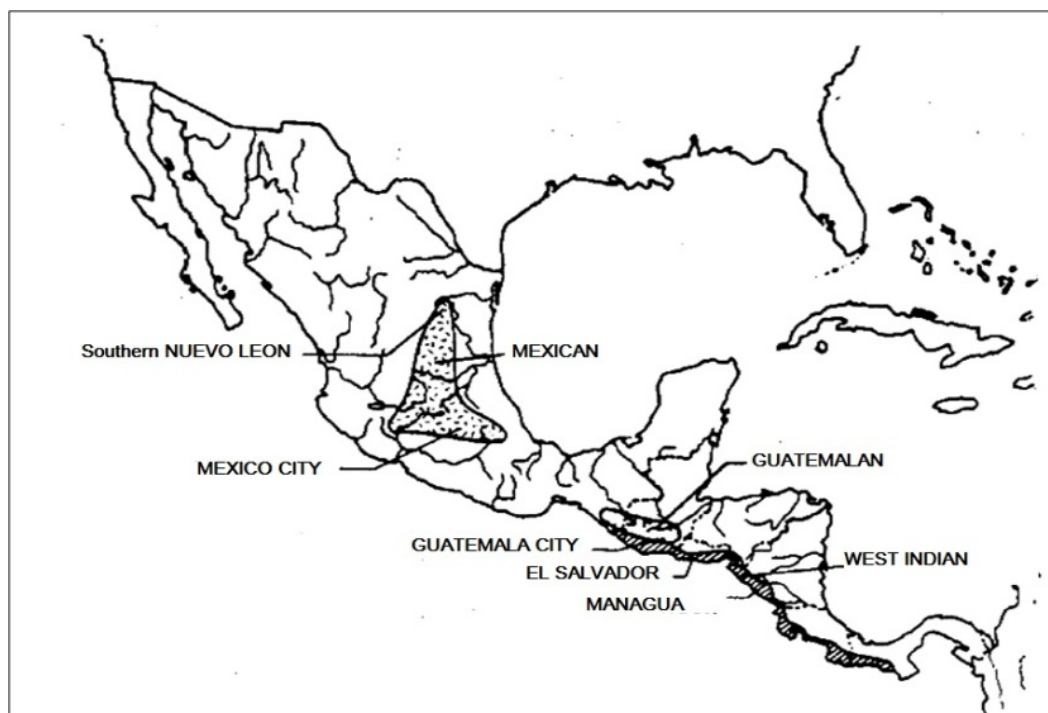 Southern NUEVO LEON
MEXICAN
MEXICO CITY
GUATEMALAN
GUATEMALA CITY
WEST INDIAN
EL SALVADOR
MANAGUA